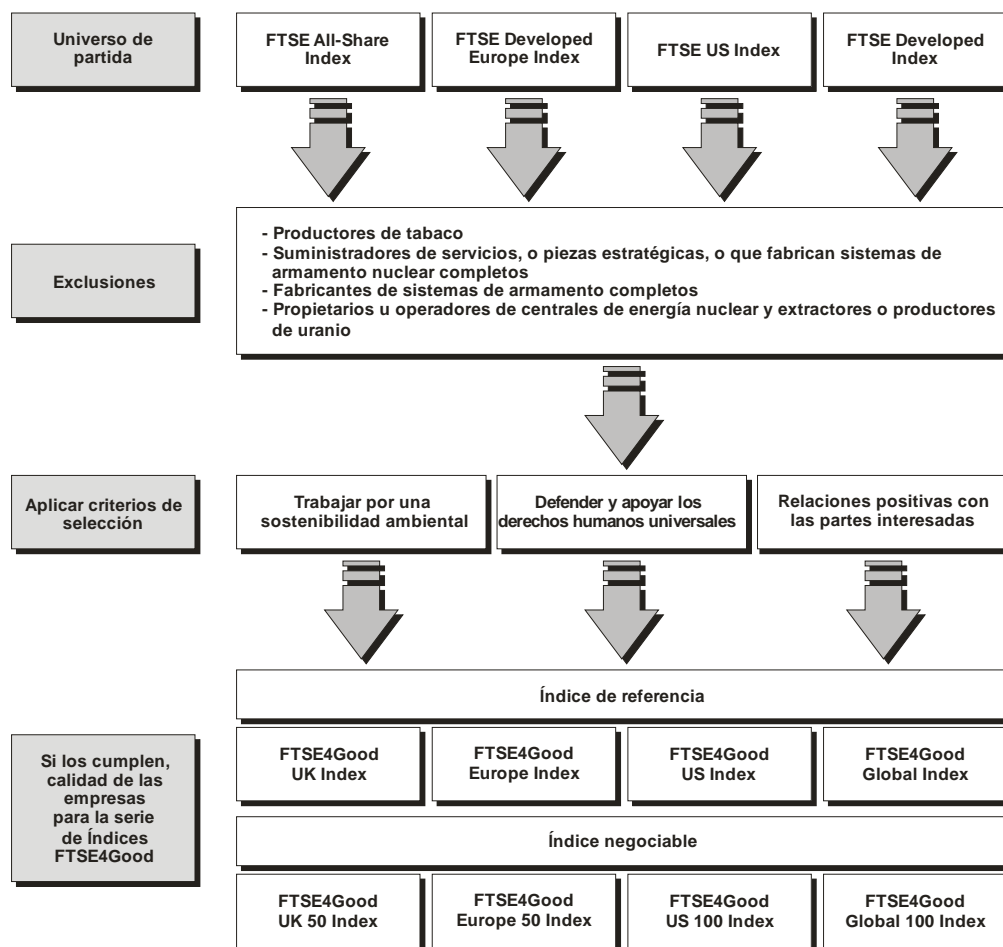 Universo de
partida
FTSE All-Share
Index
FTSE Developed
Europe Index
FTSE US Index
FTSE Developed
Index
Exclusiones
- Productores de tabaco
- Suministradores de servicios, o piezas estratégicas, o que fabrican sistemas de
armamento nuclear completos
- Fabricantes de sistemas de armamento completos
- Propietarios u operadores de centrales de energía nuclear y extractores o productores
de uranio
Aplicar criterios de
selección
Trabajar por una
sostenibilidad ambiental
Defender y apoyar los
derechos humanos universales
Relaciones positivas con
las partes interesadas
Si los cumplen,
calidad de las
empresas
para la serie
de Índices
FTSE4Good
Índice de referencia
FTSE4Good
UK Index
FTSE4Good
Europe Index
FTSE4Good
US Index
FTSE4Good
Global Index
Índice negociable
FTSE4Good
UK 50 Index
FTSE4Good
Europe 50 Index
FTSE4Good
US 100 Index
FTSE4Good
Global 100 Index